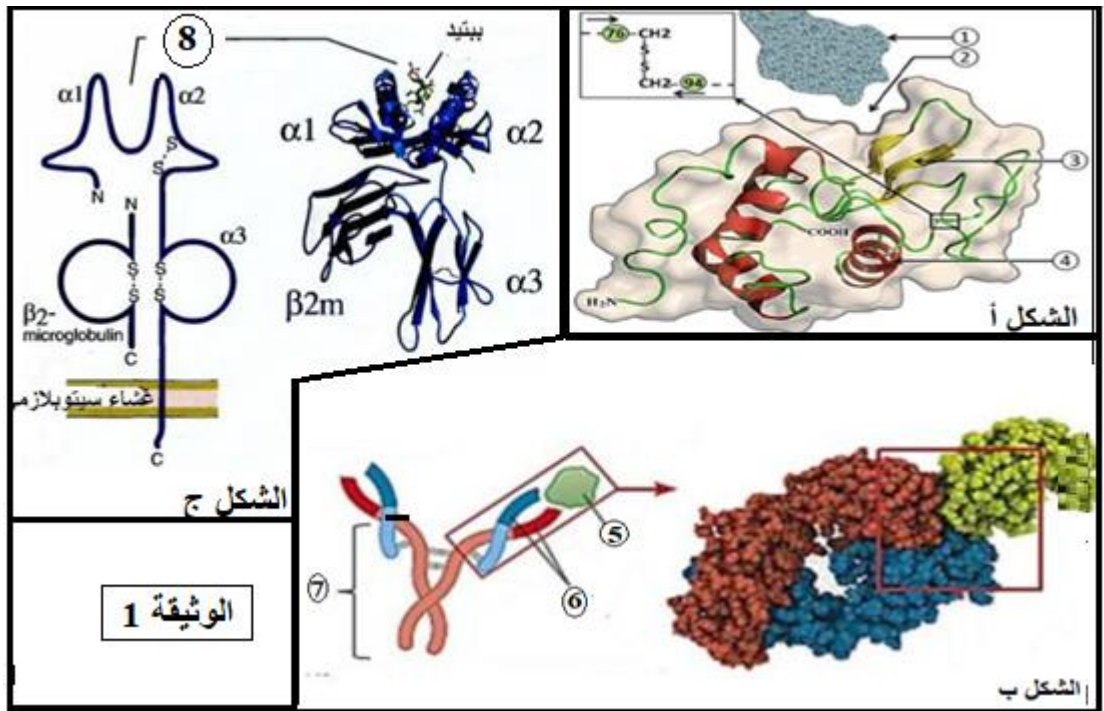 8
ببتيد
α1
α2
α1
α2
S
S
N
N
α3
S
S
S
S
β2-
microglobulin
β2m
α3
C
غشاء سيتوبلازمي
C
الشكل ج
76
CH2
S
S
CH2
94
1
2
3
4
COOH
H₂N
الشكل أ
5
6
7
الشكل ب
الوثيقة 1